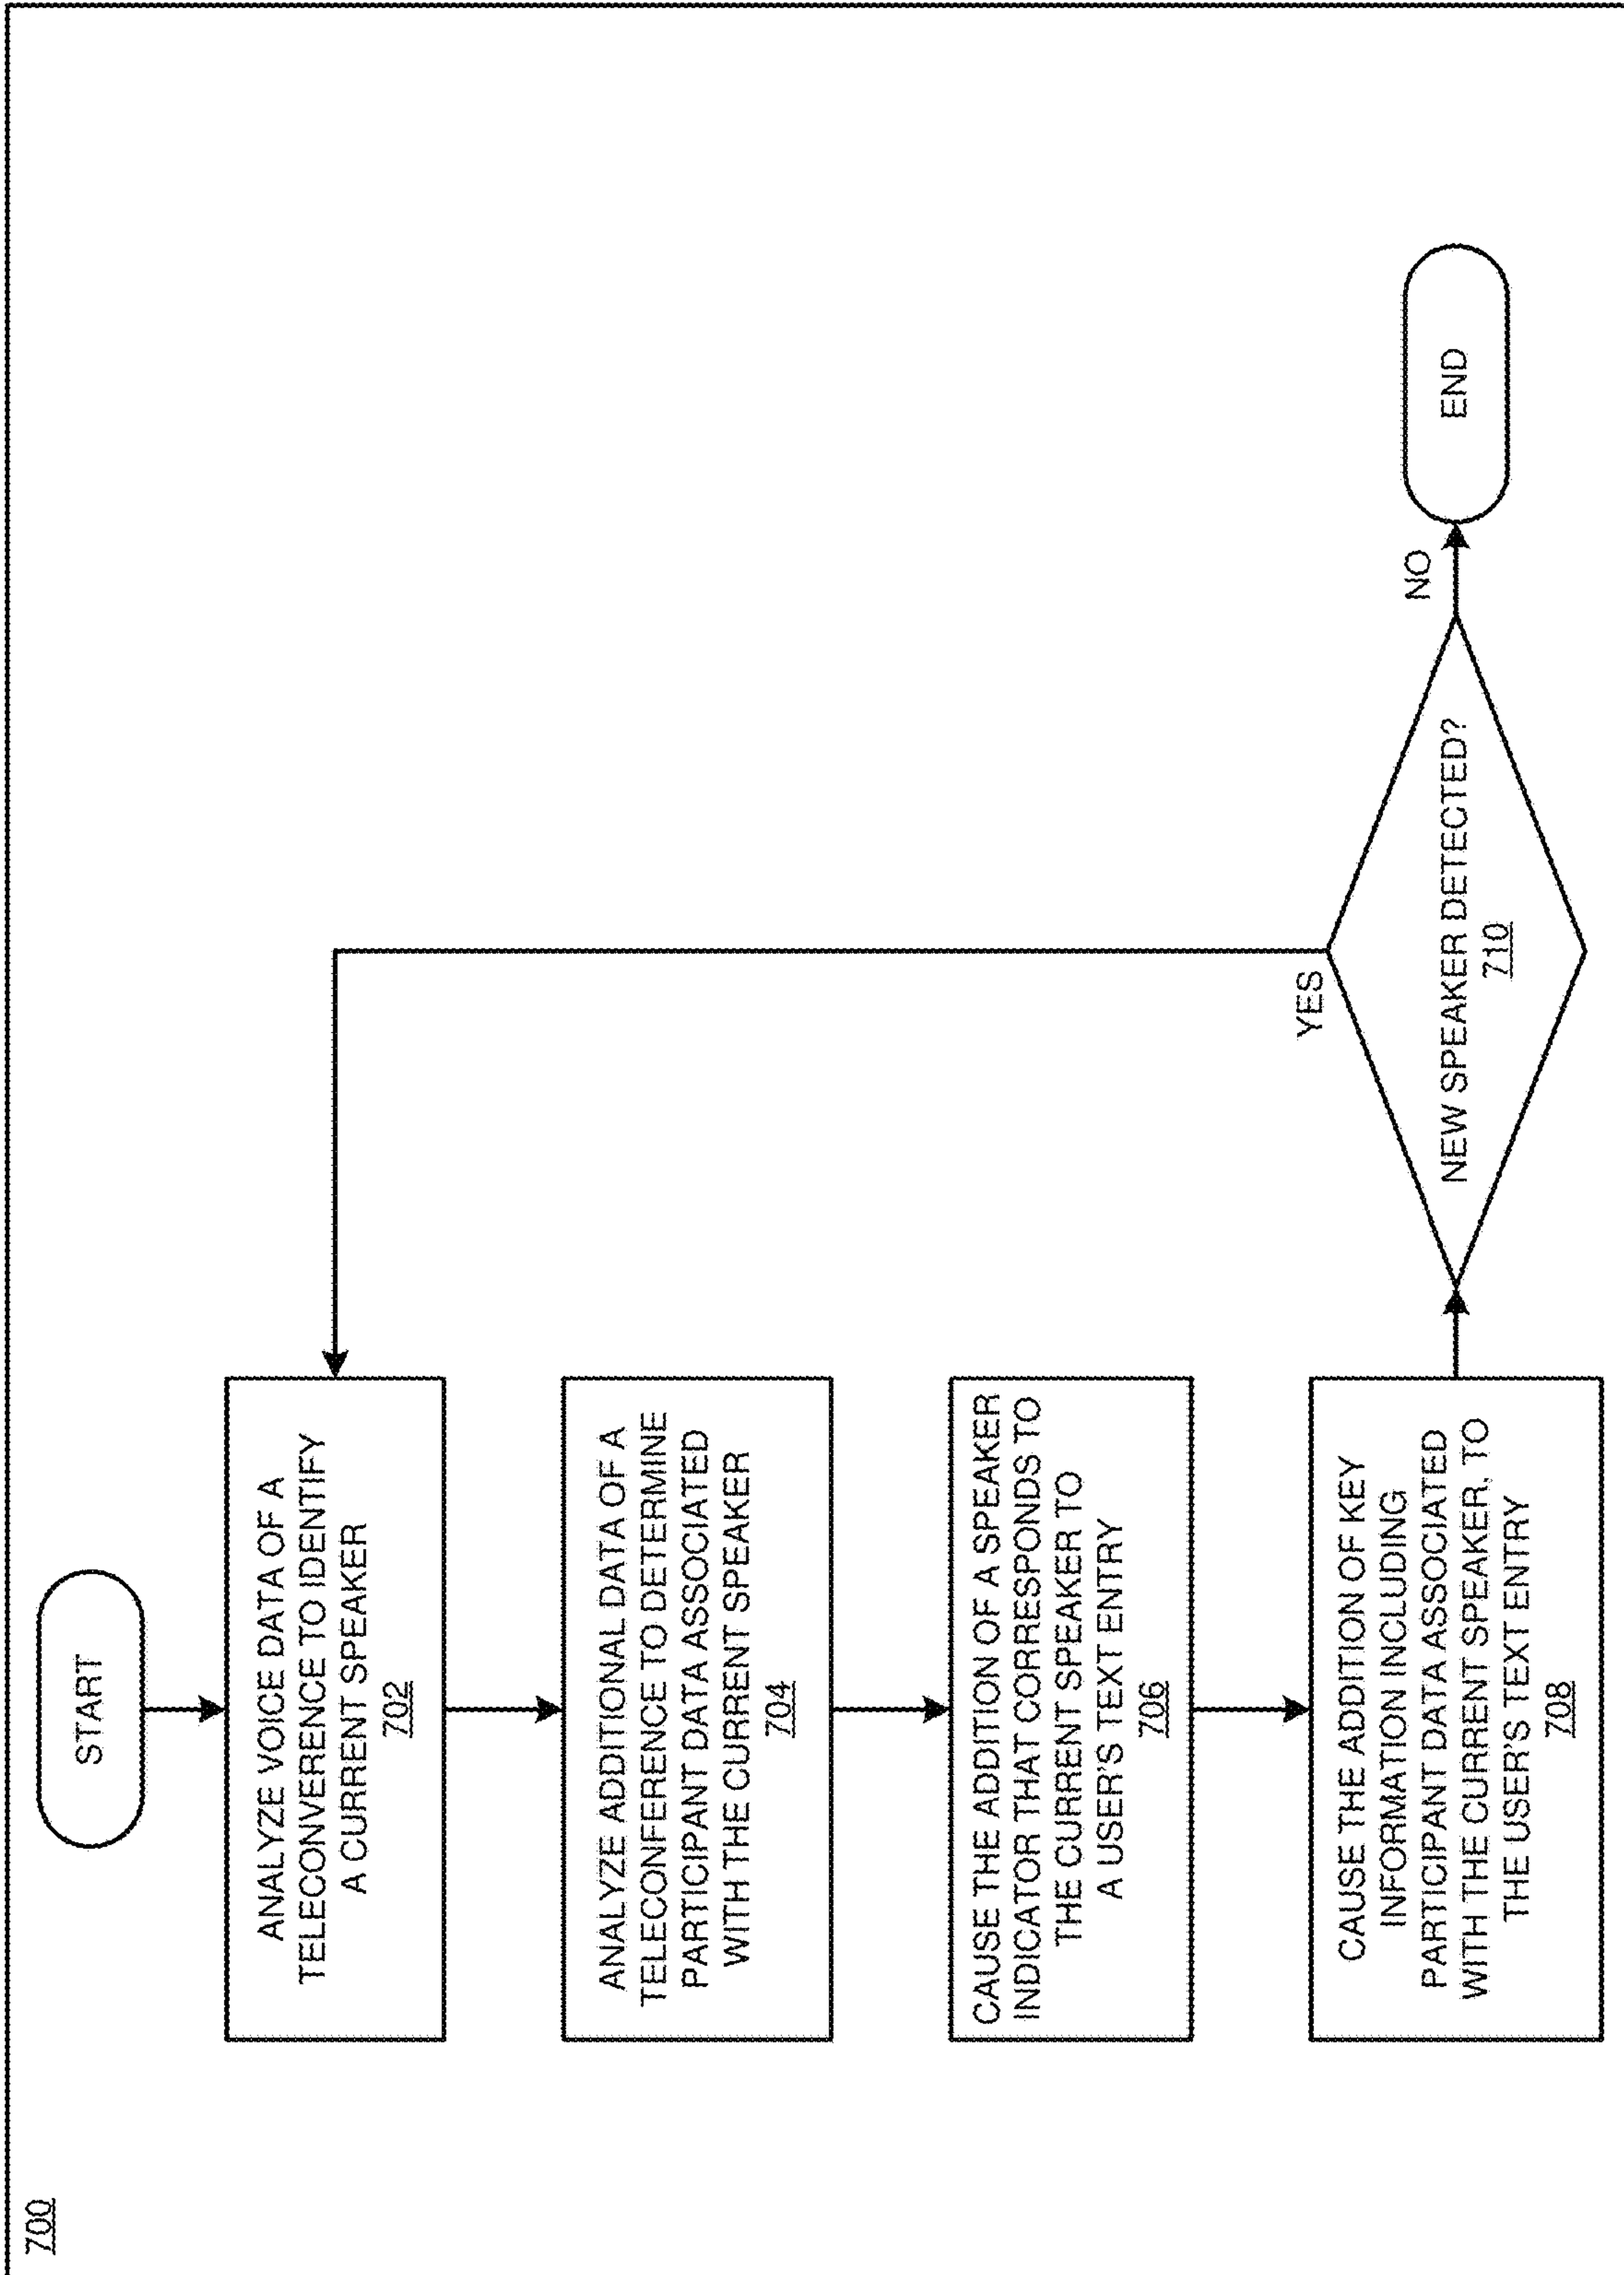 700
START
ANALYZE VOICE DATA OF A
TELECONVERENCE TO IDENTIFY
A CURRENT SPEAKER
702
ANALYZE ADDITIONAL DATA OF A
TELECONFERENCE TO DETERMINE
PARTICIPANT DATA ASSOCIATED
WITH THE CURRENT SPEAKER
704
CAUSE THE ADDITION OF A SPEAKER
INDICATOR THAT CORRESPONDS TO
THE CURRENT SPEAKER TO
A USER'S TEXT ENTRY
706
CAUSE THE ADDITION OF KEY
INFORMATION INCLUDING
PARTICIPANT DATA ASSOCIATED
WITH THE CURRENT SPEAKER, TO
THE USER'S TEXT ENTRY
708
YES
NEW SPEAKER DETECTED?
710
NO
END